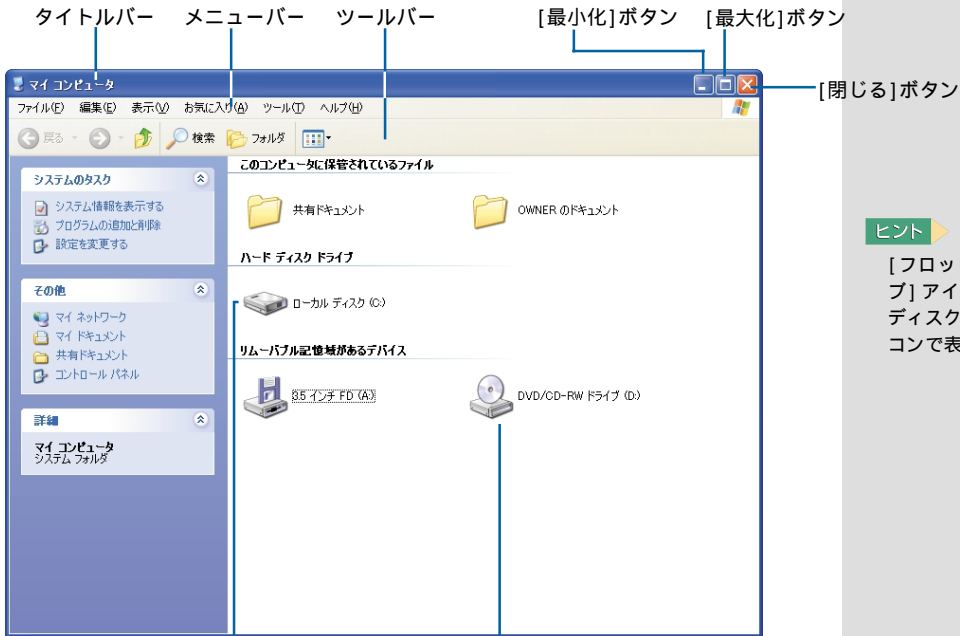 タイトルバー メニューバー ツールバー [最小化]ボタン [最大化]ボタン
[閉じる]ボタン
マイ コンピュータ
ファイル(F) 編集(E) 表示(V) お気に入り(A) ツール(T) ヘルプ(H)
戻る 検索 フォルダ
システムのタスク
システム情報を表示する
プログラムの追加と削除
設定を変更する
その他
マイ ネットワーク
マイ ドキュメント
共有ドキュメント
コントロール パネル
詳細
マイ コンピュータ
システム フォルダ
このコンピュータに保管されているファイル
共有ドキュメント OWNER のドキュメント
ハード ディスク ドライブ
ローカル ディスク (C:)
リムーバブル記憶域があるデバイス
3.5 インチ FD (A:) DVD/CD-RW ドライブ (D:)
ヒント
[フロッ
ブ] アイ
ディスク
コンで表